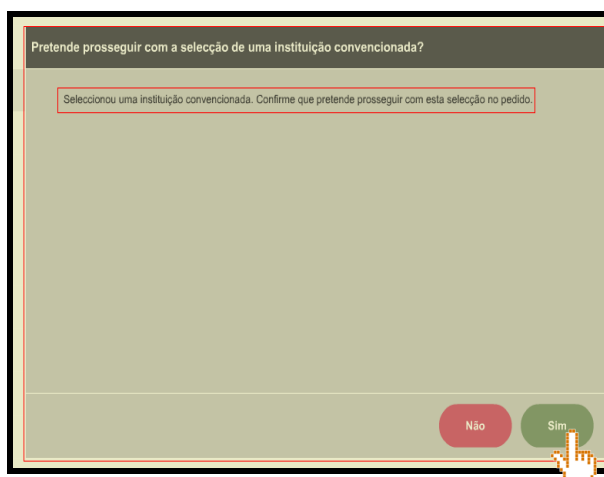 Pretende prosseguir com a selecção de uma instituição convencionada?
Seleccionou uma instituição convencionada. Confirme que pretende prosseguir com esta selecção no pedido.
Não
Sim